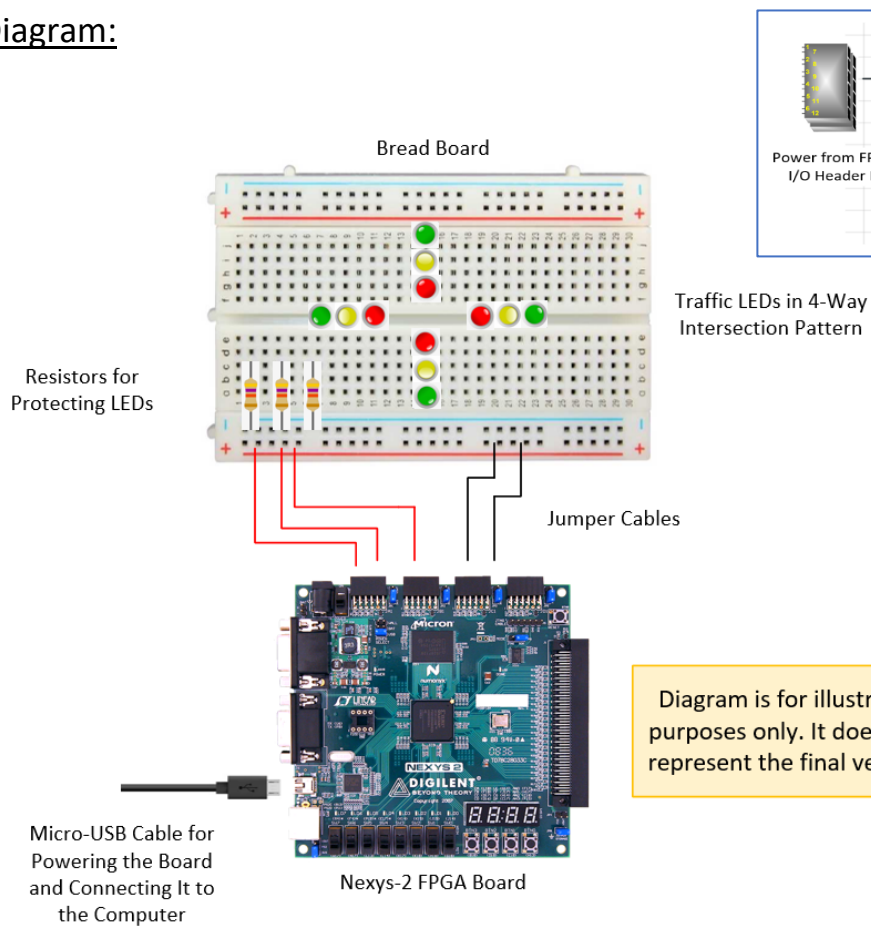 Diagram:
Power from FP
I/O Header
Bread Board
Traffic LEDs in 4-Way
Intersection Pattern
Resistors for
Protecting LEDs
Jumper Cables
Micron
NEXYS 2
DIGILENT
BEYOND THEORY
Diagram is for illustr
purposes only. It doe
represent the final ve
Micro-USB Cable for
Powering the Board
and Connecting It to
the Computer
Nexys-2 FPGA Board